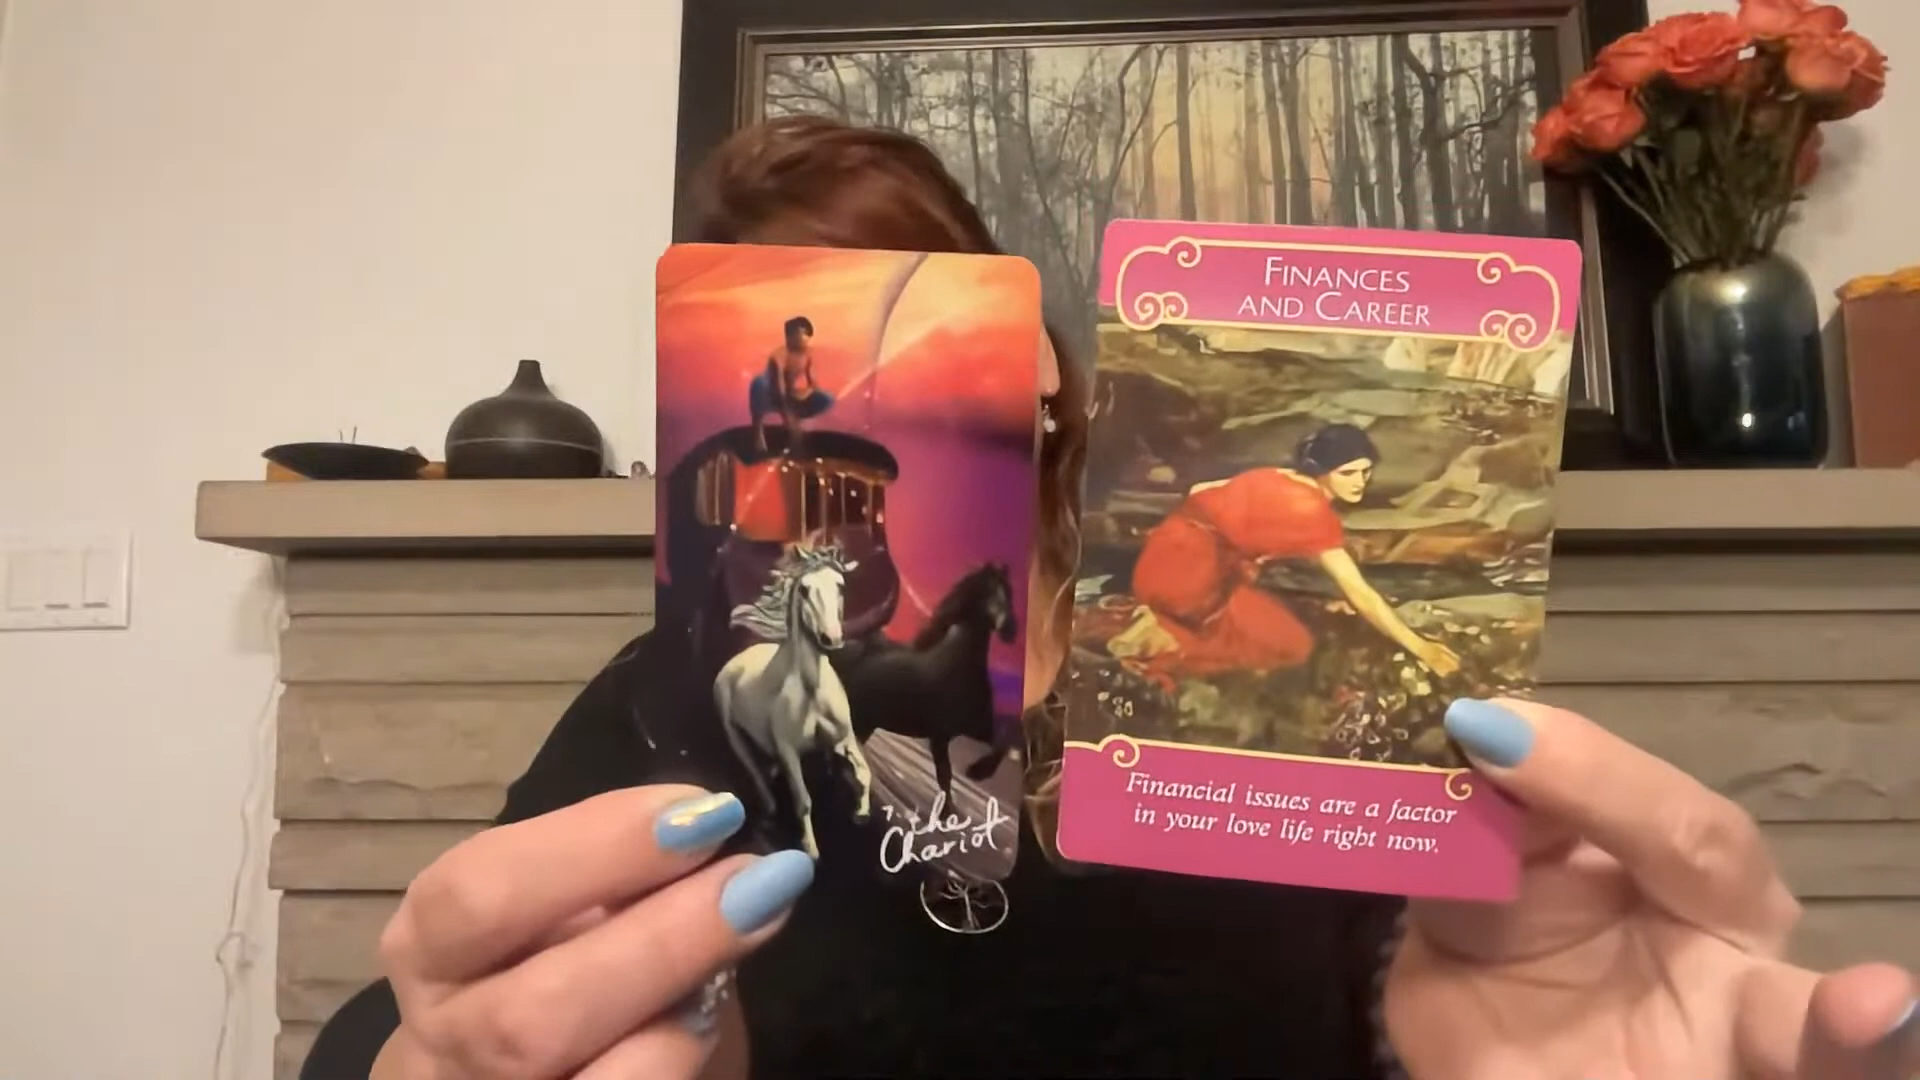 7. the
Chariot
FINANCES
AND CAREER
Financial issues are a factor
in your love life right now.